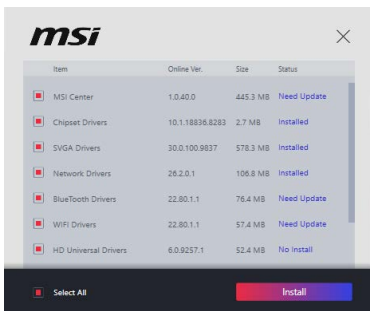 msi
Item Online Ver. Size Status
MSI Center 1.0.40.0 445.3 MB Need Update
Chipset Drivers 10.1.18836.8283 2.7 MB Installed
SVGA Drivers 30.0.100.9837 578.3 MB Installed
Network Drivers 26.2.0.1 106.8 MB Installed
BlueTooth Drivers 22.80.1.1 76.4 MB Need Update
WIFI Drivers 22.80.1.1 57.4 MB Need Update
HD Universal Drivers 6.0.9257.1 52.4 MB No Install
Select All Install